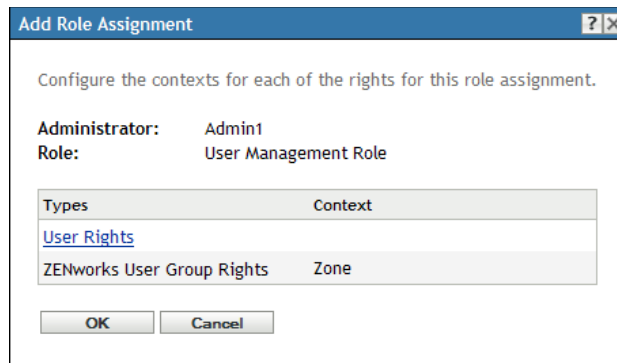 Add Role Assignment
?
Configure the contexts for each of the rights for this role assignment.
Administrator: Admin1
Role: User Management Role
Types Context
User Rights
ZENworks User Group Rights Zone
OK Cancel